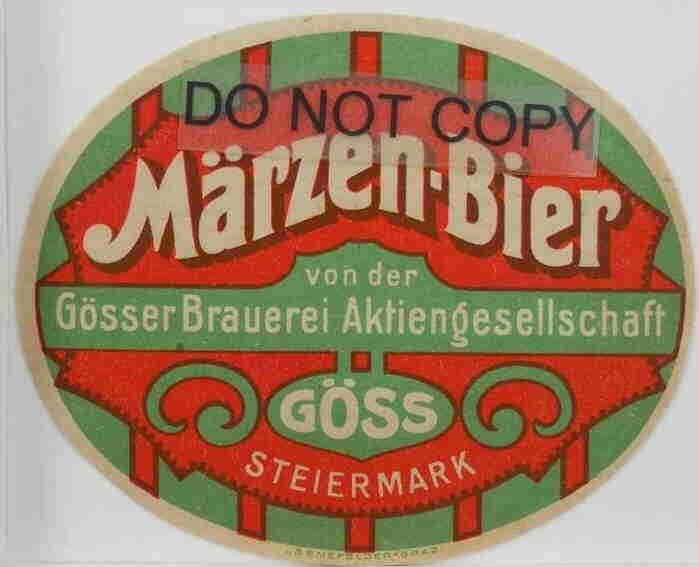 DO NOT COPY
Märzen-Bier
von der
Gösser Brauerei Aktiengesellschaft
GÖSS
STEIERMARK